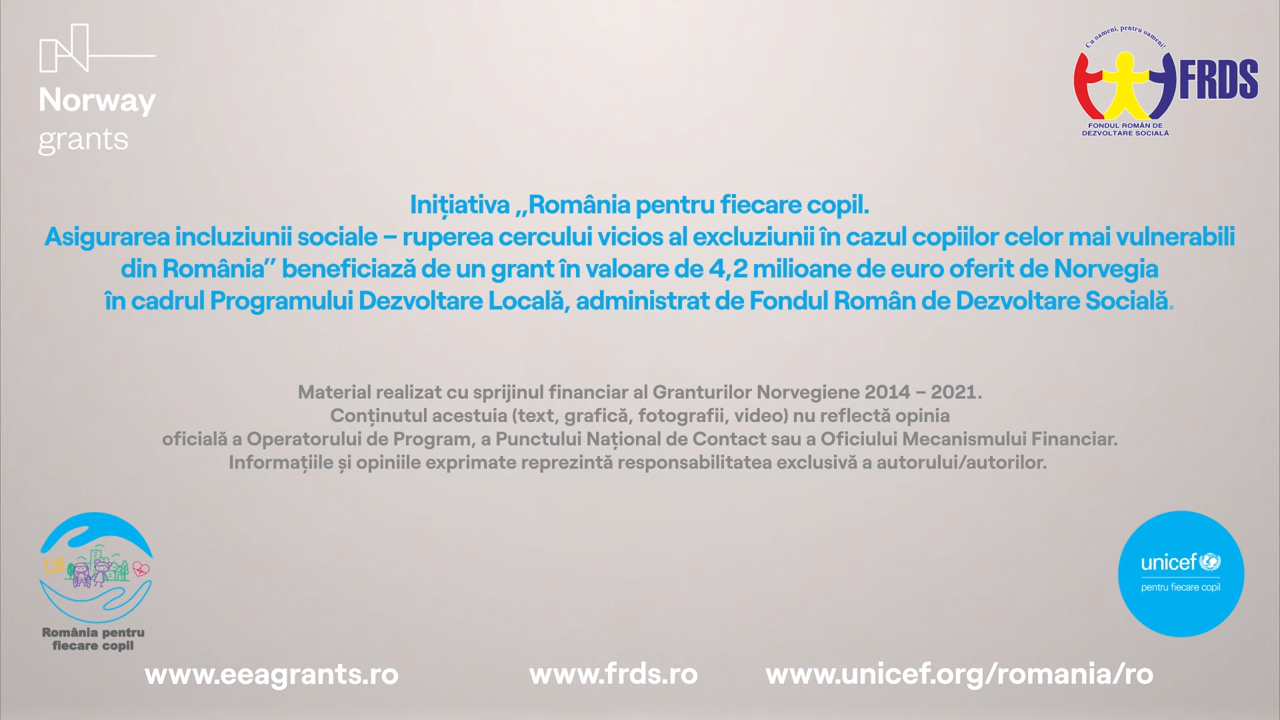 Norway
grants
Cu oameni, pentru oameni!
FRDS
FONDUL ROMÂN DE
DEZVOLTARE SOCIALĂ
Inițiativa ,,România pentru fiecare copil.
Asigurarea incluziunii sociale – ruperea cercului vicios al excluziunii în cazul copiilor celor mai vulnerabili
din România” beneficiază de un grant în valoare de 4,2 milioane de euro oferit de Norvegia
în cadrul Programului Dezvoltare Locală, administrat de Fondul Român de Dezvoltare Socială.
Material realizat cu sprijinul financiar al Granturilor Norvegiene 2014 – 2021.
Conținutul acestuia (text, grafică, fotografii, video) nu reflectă opinia
oficială a Operatorului de Program, a Punctului Național de Contact sau a Oficiului Mecanismului Financiar.
Informațiile și opiniile exprimate reprezintă responsabilitatea exclusivă a autorului/autorilor.
România pentru
fiecare copil
unicef
pentru fiecare copil
www.eeagrants.ro
www.frds.ro
www.unicef.org/romania/ro